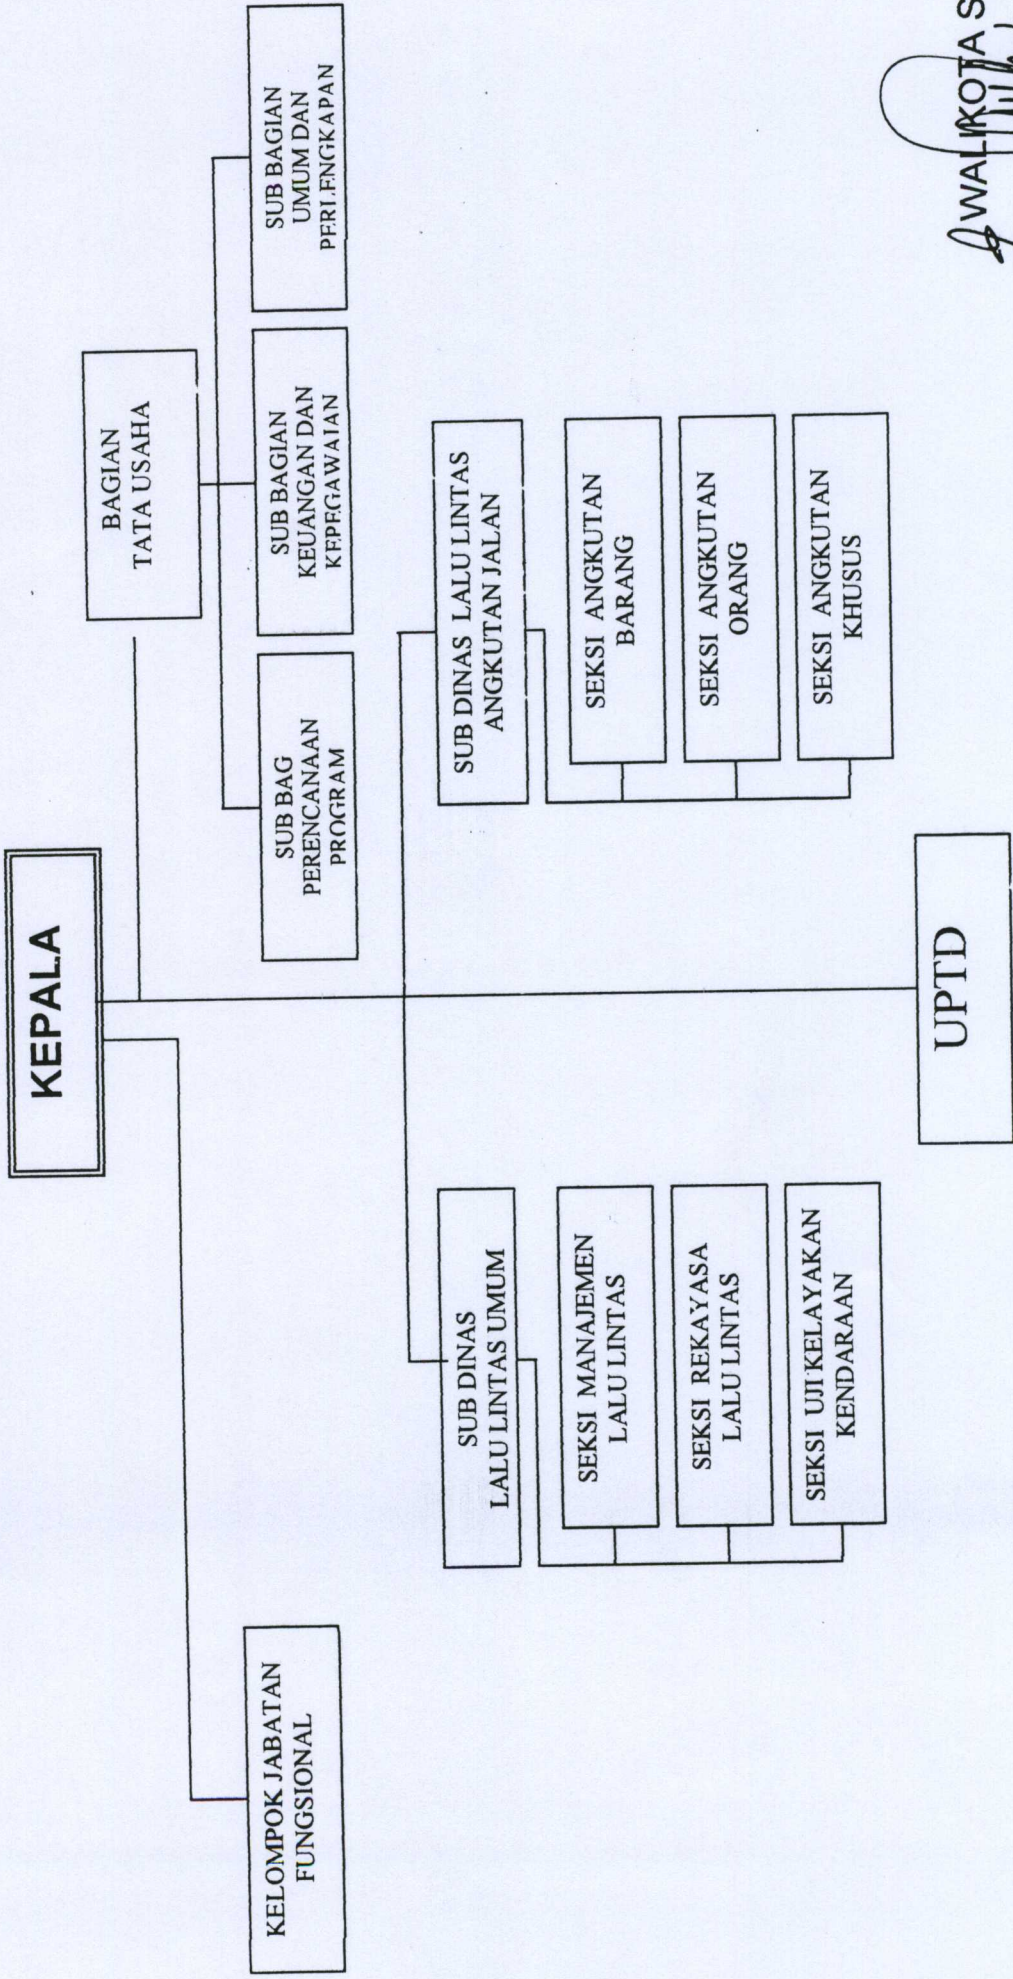 KEPALA
BAGIAN
TATA USAHA
KELOMPOK JABATAN
FUNGSIONAL
SUB BAG
PERENCANAAN
PROGRAM
SUB BAGIAN
KEUANGAN DAN
KEPEGAWAIAN
SUB BAGIAN
UMUM DAN
PERLENGKAPAN
SUB DINAS
LALU LINTAS UMUM
SEKSI MANAJEMEN
LALU LINTAS
SEKSI REKAYASA
LALU LINTAS
SEKSI UJI KELAYAKAN
KENDARAAN
SUB DINAS LALU LINTAS
ANGKUTAN JALAN
SEKSI ANGKUTAN
BARANG
SEKSI ANGKUTAN
ORANG
SEKSI ANGKUTAN
KHUSUS
UPTD
WALIKOTA S